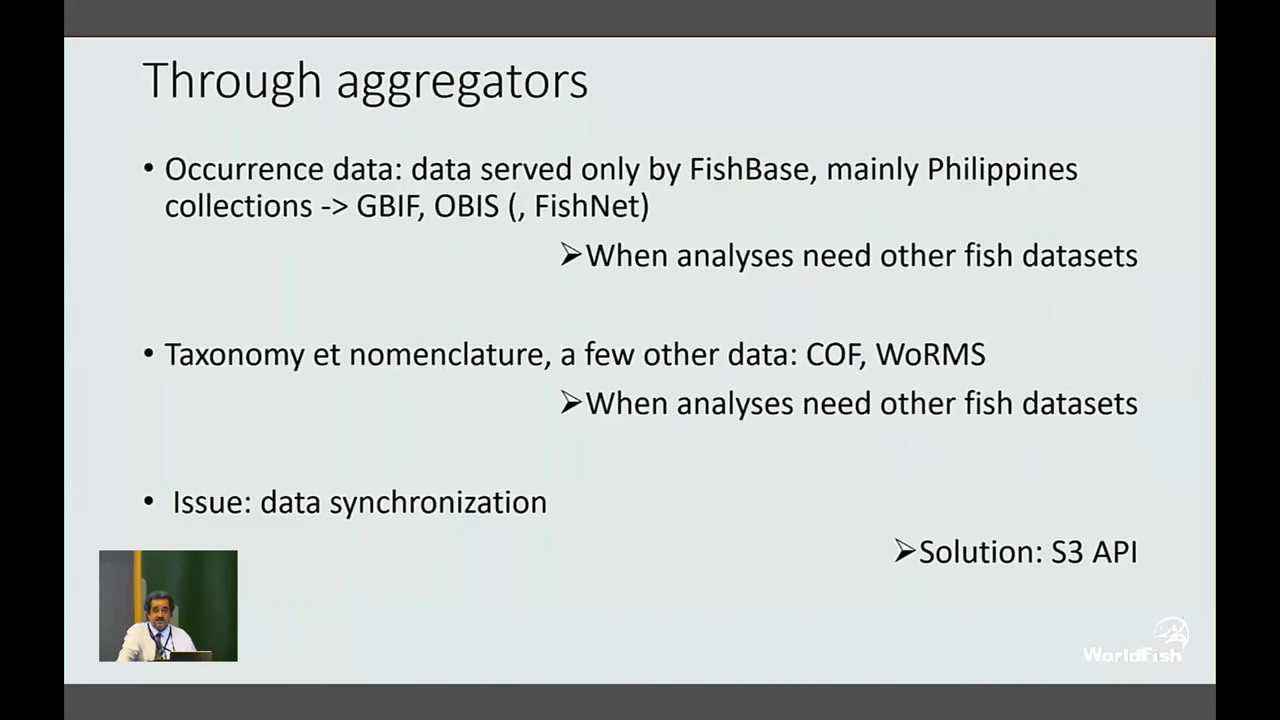 Through aggregators
• Occurrence data: data served only by FishBase, mainly Philippines
collections -> GBIF, OBIS (, FishNet)
➢When analyses need other fish datasets
• Taxonomy et nomenclature, a few other data: COF, WoRMS
➢When analyses need other fish datasets
• Issue: data synchronization
➢Solution: S3 API
WorldFish